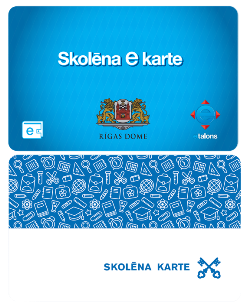 Skolēna e karte
RĪGAS DOME
talons
e
SKOLĒNA KARTE